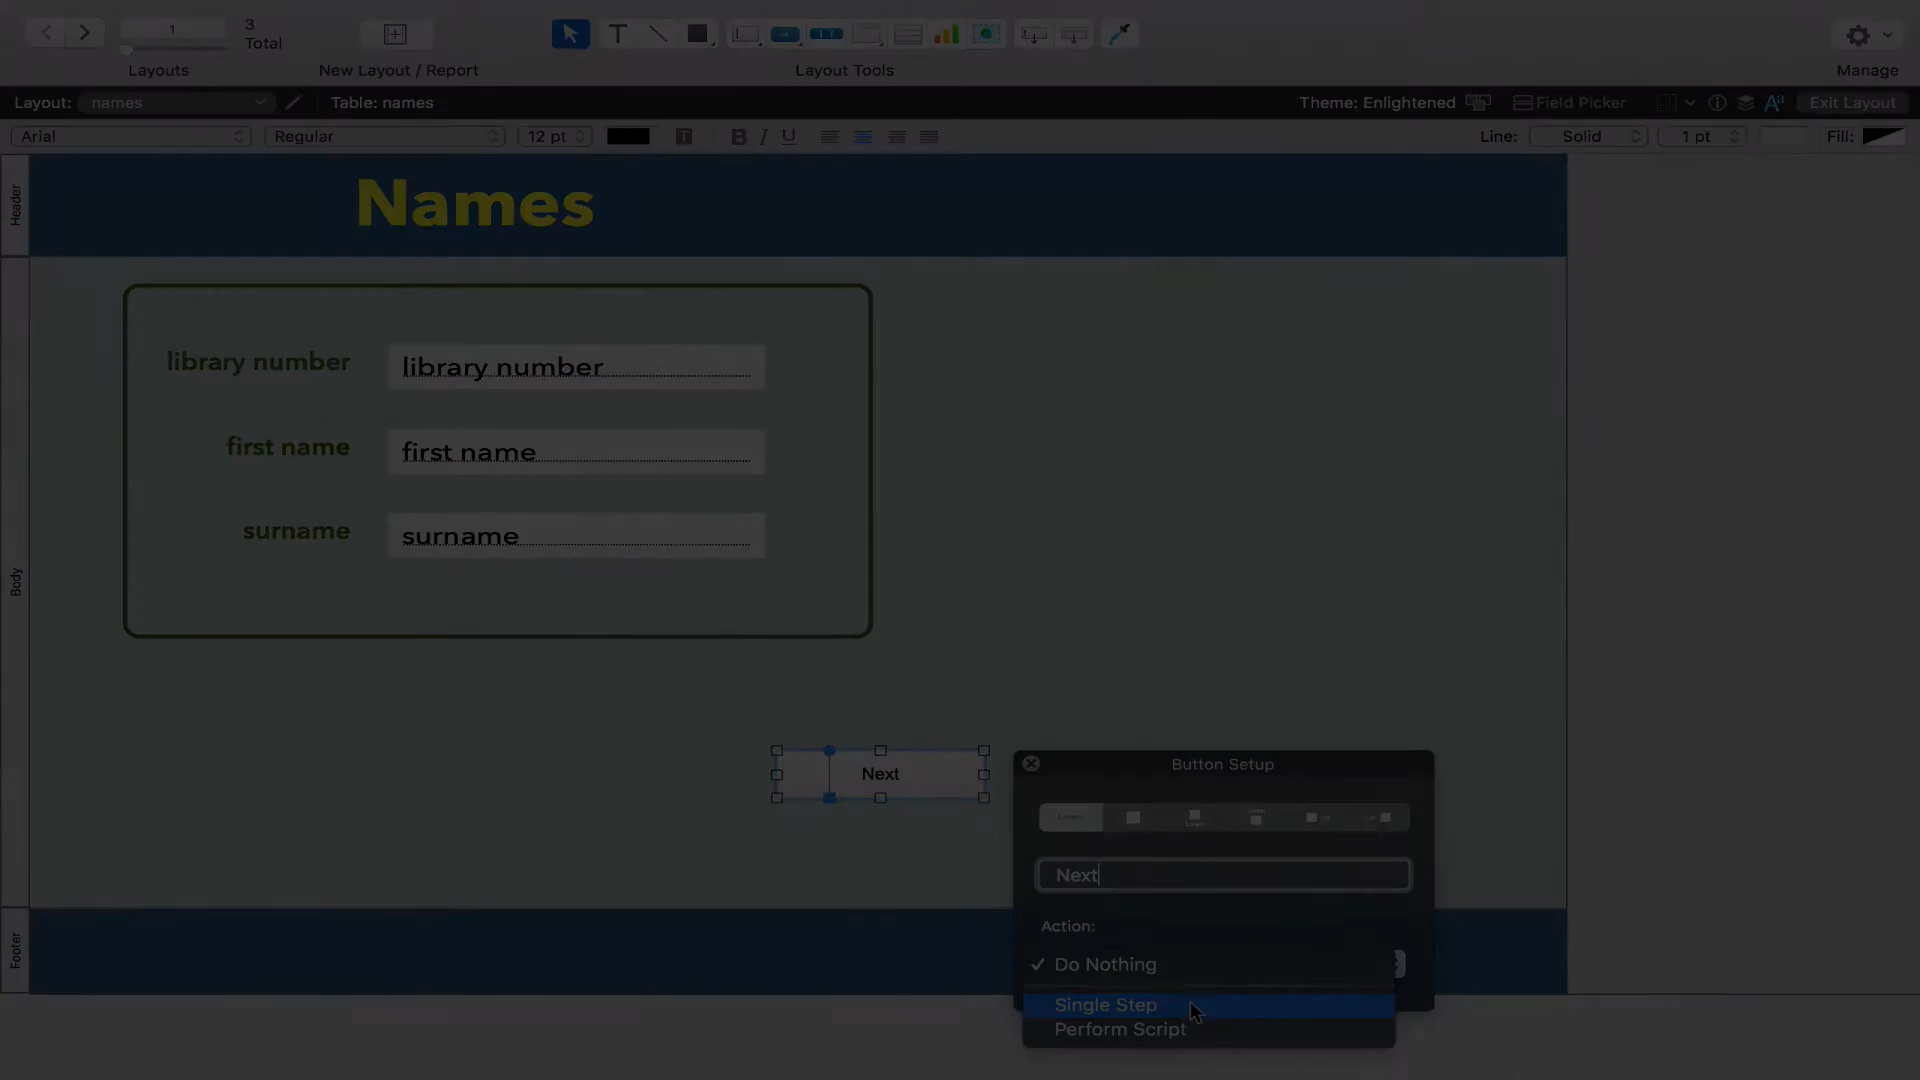 1
3
Total
Layouts
New Layout / Report
Layout Tools
Manage
Layout: names
Table: names
Theme: Enlightened
Field Picker
Exit Layout
Arial
Regular
12 pt
B I U
Line: Solid
1 pt
Fill:
Header
Names
library number
library number
first name
first name
surname
surname
Body
Next
Button Setup
Next
Action:
Do Nothing
Single Step
Perform Script
Footer